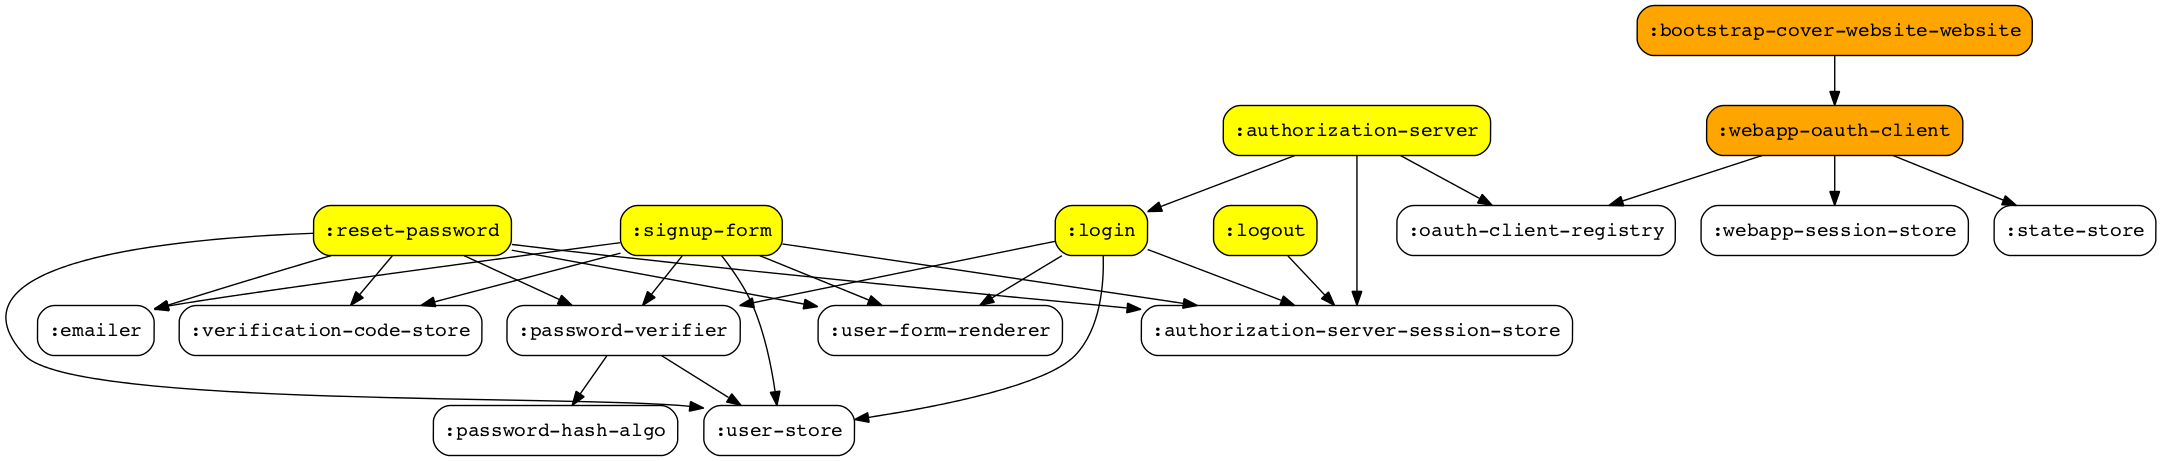 :bootstrap-cover-website-website
:authorization-server
:webapp-oauth-client
:reset-password
:signup-form
:login
:logout
:oauth-client-registry
:webapp-session-store
:state-store
:emailer
:verification-code-store
:password-verifier
:user-form-renderer
:authorization-server-session-store
:password-hash-algo
:user-store